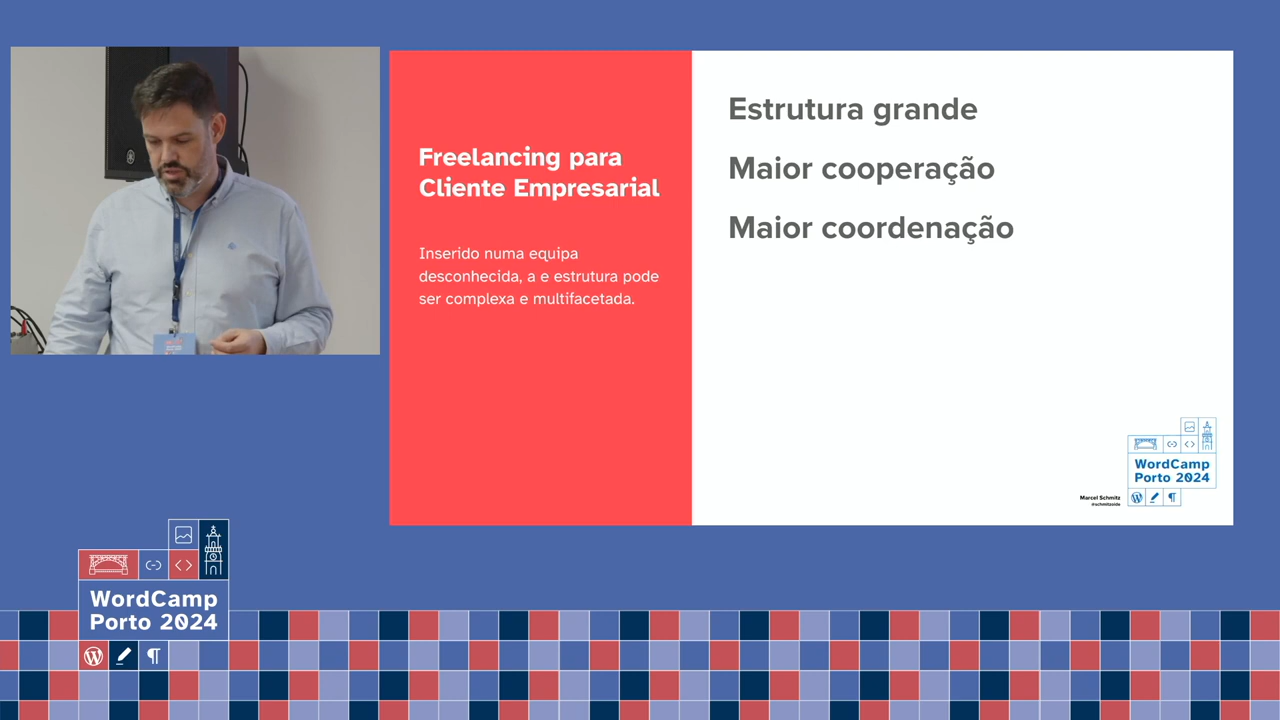 Freelancing para
Cliente Empresarial
Inserido numa equipa
desconhecida, a e estrutura pode
ser complexa e multifacetada.
Estrutura grande
Maior cooperação
Maior coordenação
Marcel Schmitz
@schmitzoide
WordCamp
Porto 2024
WordCamp
Porto 2024